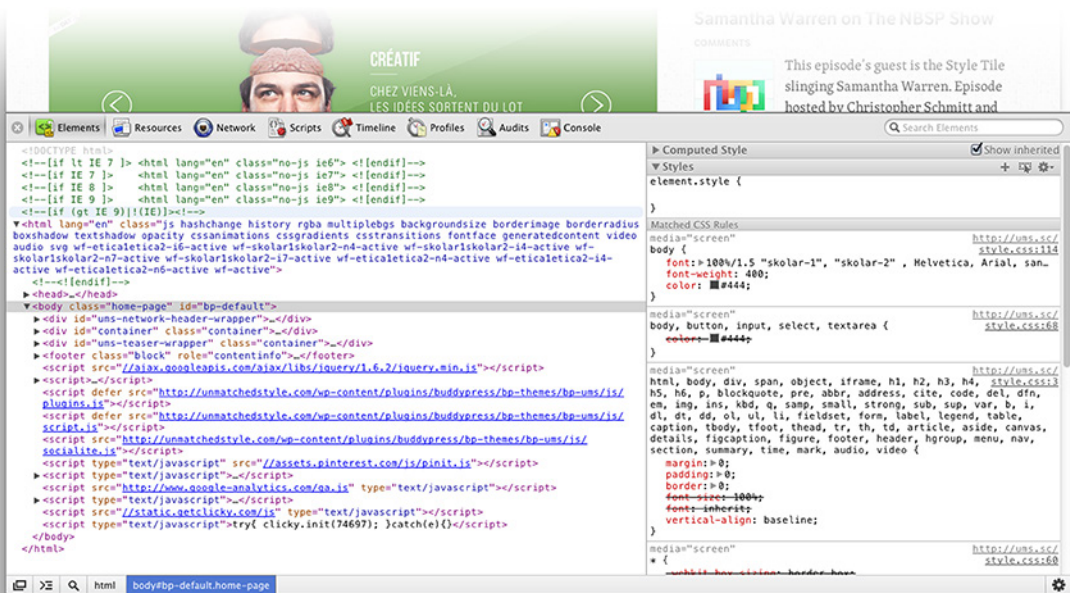 Samantha Warren on The NBSP Show
COMMENTS
CRÉATIF
CHEZ VIENS-LÀ,
LES IDÉES SORTENT DU LOT
This episode's guest is the Style Tile
slinging Samantha Warren. Episode
hosted by Christopher Schmitt and
Elements Resources Network Scripts Timeline Profiles Audits Console Search Elements
<!DOCTYPE html>
<!--[if lt IE 7 ]> <html lang="en" class="no-js ie6"> <![endif]-->
<!--[if IE 7 ]> <html lang="en" class="no-js ie7"> <![endif]-->
<!--[if IE 8 ]> <html lang="en" class="no-js ie8"> <![endif]-->
<!--[if IE 9 ]> <html lang="en" class="no-js ie9"> <![endif]-->
<!--[if (gt IE 9)|!(IE)]><!-->
▼<html lang="en" class="js hashchange history rgba multiplebgs backgroundsize borderimage borderradius
boxshadow textshadow opacity cssanimations cssgradients csstransitions fontface generatedcontent video
audio svg wf-etica1etica2-i6-active wf-skolar1skolar2-n4-active wf-skolar1skolar2-i4-active wf-
skolar1skolar2-n7-active wf-skolar1skolar2-i7-active wf-etica1etica2-n4-active wf-etica1etica2-i4-
active wf-etica1etica2-n6-active wf-active">
<!--<![endif]-->
▶<head>…</head>
▼<body class="home-page" id="bp-default">
▶<div id="ums-network-header-wrapper">…</div>
▶<div id="container" class="container">…</div>
▶<div id="ums-teaser-wrapper" class="container">…</div>
▶<footer class="block" role="contentinfo">…</footer>
<script src="//ajax.googleapis.com/ajax/libs/jquery/1.6.2/jquery.min.js"></script>
▶<script>…</script>
<script defer src="http://unmatchedstyle.com/wp-content/plugins/buddypress/bp-themes/bp-ums/js/
plugins.js"></script>
<script defer src="http://unmatchedstyle.com/wp-content/plugins/buddypress/bp-themes/bp-ums/js/
script.js"></script>
<script src="http://unmatchedstyle.com/wp-content/plugins/buddypress/bp-themes/bp-ums/js/
socialite.js"></script>
<script type="text/javascript" src="//assets.pinterest.com/js/pinit.js"></script>
▶<script type="text/javascript">…</script>
<script src="http://www.google-analytics.com/ga.js" type="text/javascript"></script>
▶<script type="text/javascript">…</script>
<script src="//static.getclicky.com/js" type="text/javascript"></script>
<script type="text/javascript">try{ clicky.init(74697); }catch(e){}</script>
</body>
</html>
▶ Computed Style Show inherited
▼ Styles
element.style {
}
Matched CSS Rules
media="screen" http://ums.sc/
body { style.css:114
font:▶100%/1.5 "skolar-1", "skolar-2" , Helvetica, Arial, san…
font-weight: 400;
color: #444;
}
media="screen" http://ums.sc/
body, button, input, select, textarea { style.css:68
color: #444;
}
media="screen" http://ums.sc/
html, body, div, span, object, iframe, h1, h2, h3, h4, style.css:3
h5, h6, p, blockquote, pre, abbr, address, cite, code, del, dfn,
em, img, ins, kbd, q, samp, small, strong, sub, sup, var, b, i,
dl, dt, dd, ol, ul, li, fieldset, form, label, legend, table,
caption, tbody, tfoot, thead, tr, th, td, article, aside, canvas,
details, figcaption, figure, footer, header, hgroup, menu, nav,
section, summary, time, mark, audio, video {
margin:▶0;
padding:▶0;
border:▶0;
font-size: 100%;
font: inherit;
vertical-align: baseline;
}
media="screen" http://ums.sc/
* { style.css:60
-webkit-box-sizing: border-box;
html body#bp-default.home-page